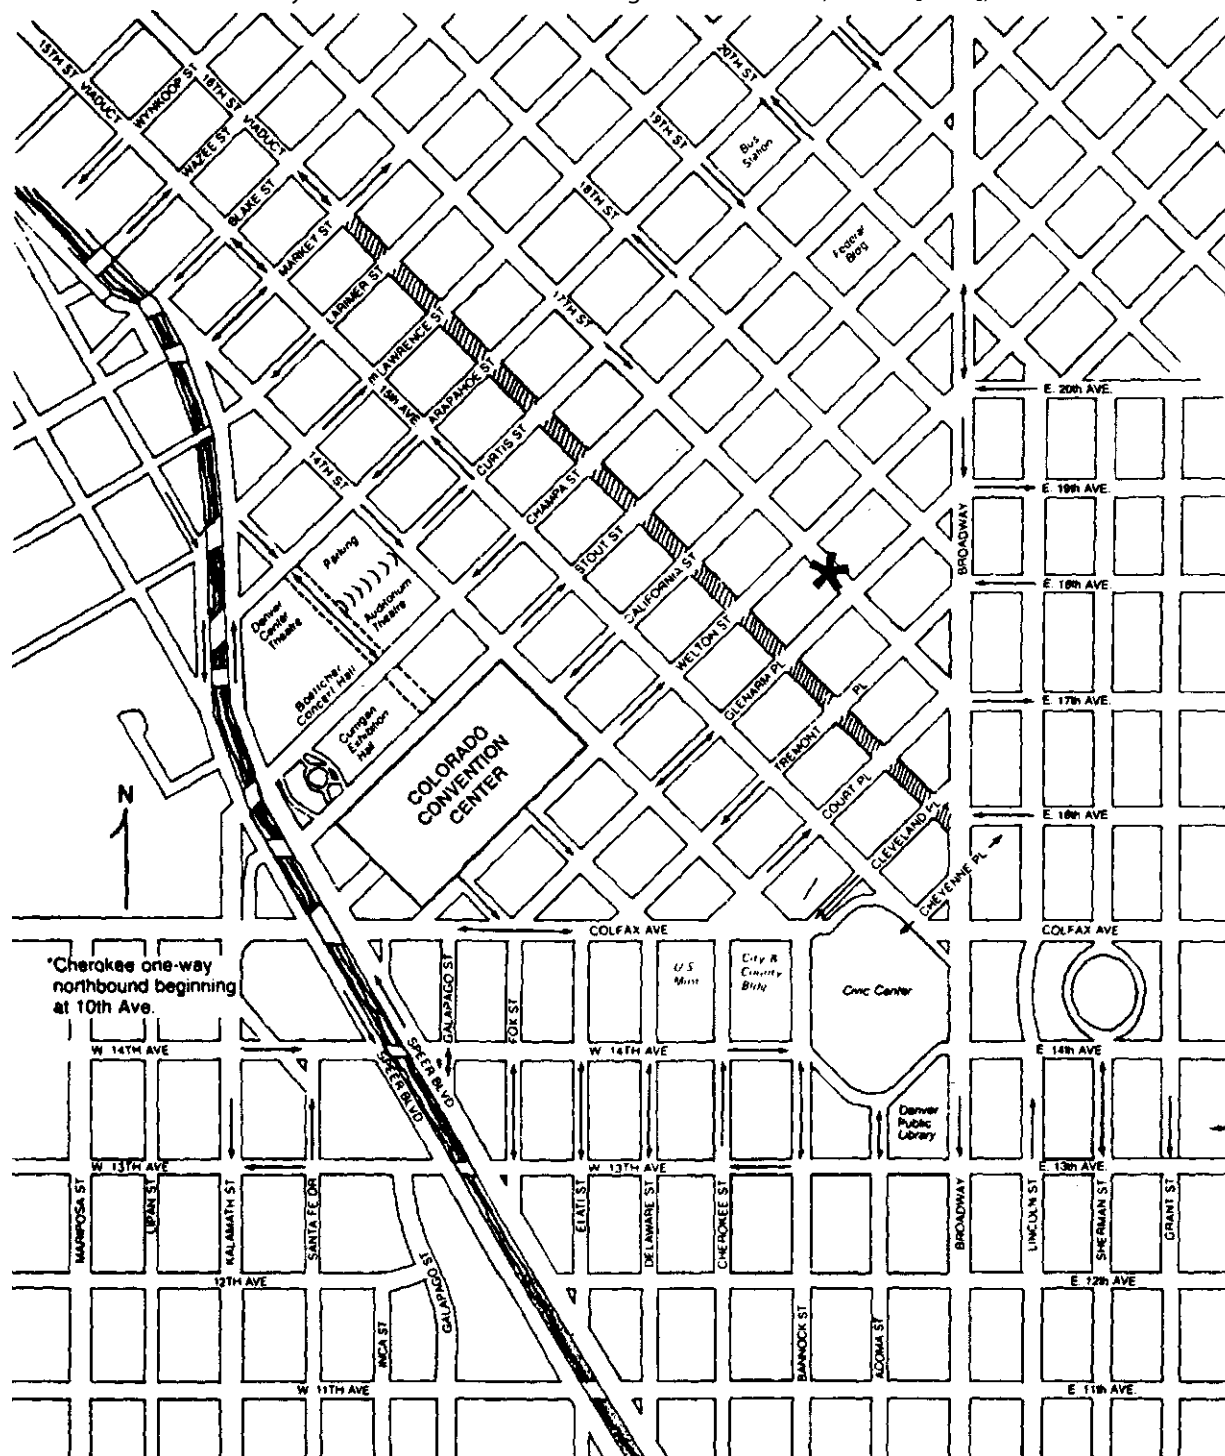 20TH ST
15TH ST VIADUCT
WYNKOOP ST
16TH ST VIADUCT
WAZEE ST
19TH ST
Bus
Station
BLAKE ST
18TH ST
MARKET ST
Federal
Bldg
LARIMER ST
17TH ST
LAWRENCE ST
15th AVE
ARAPAHOE ST
E. 20th AVE.
14TH ST
CURTIS ST
CHAMPA ST
E. 19th AVE.
STOUT ST
BROADWAY
Parking
Auditorium
Theatre
CALIFORNIA ST
E. 18th AVE.
Denver
Center
Theatre
WELTON ST
Boettcher
Concert Hall
GLENARM PL
PL
E. 17th AVE.
Currigan
Exhibition
Hall
COLORADO
CONVENTION
CENTER
TREMONT
COURT PL
CLEVELAND PL
E. 16th AVE
CHEYENNE PL
N
COLFAX AVE
COLFAX AVE
*Cherokee one-way
northbound beginning
at 10th Ave.
GALAPAGO ST
FOX ST
U S
Mint
City &
County
Bldg
Civic Center
W 14TH AVE
SPEER BLVD
SPEER BLVD
W 14TH AVE
E 14th AVE
Denver
Public
Library
W 13TH AVE
W 13TH AVE
E. 13th AVE.
MARIPOSA ST
LIPAN ST
KALAMATH ST
SANTA FE DR
ELATI ST
DELAWARE ST
CHEROKEE ST
BROADWAY
LINCOLN ST
SHERMAN ST
GRANT ST
12TH AVE
GALAPAGO ST
E. 12th AVE
INCA ST
BANNOCK ST
ACOMA ST
W 11TH AVE
E 11th AVE.